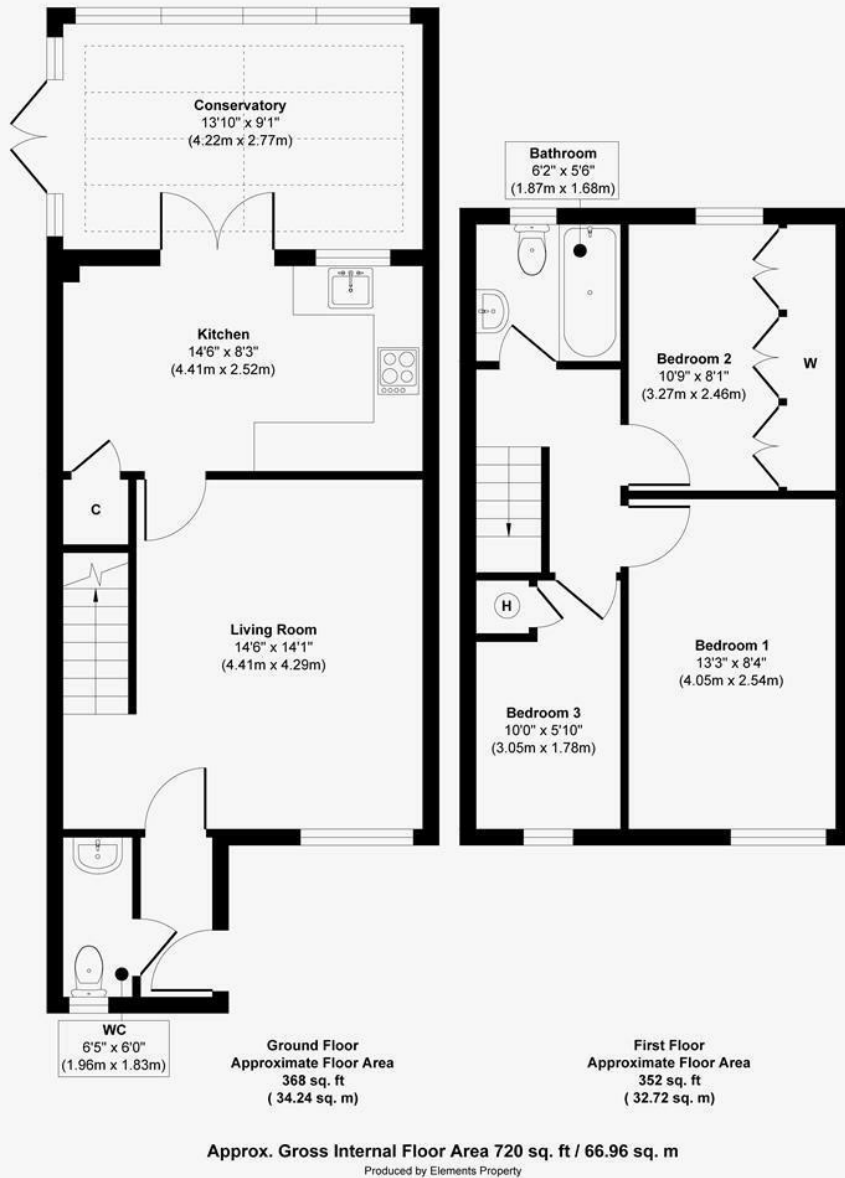 Conservatory
13'10" x 9'1"
(4.22m x 2.77m)
Kitchen
14'6" x 8'3"
(4.41m x 2.52m)
C
Living Room
14'6" x 14'1"
(4.41m x 4.29m)
WC
6'5" x 6'0"
(1.96m x 1.83m)
Ground Floor
Approximate Floor Area
368 sq. ft
( 34.24 sq. m)
Bathroom
6'2" x 5'6"
(1.87m x 1.68m)
Bedroom 2
10'9" x 8'1"
(3.27m x 2.46m)
W
H
Bedroom 1
13'3" x 8'4"
(4.05m x 2.54m)
Bedroom 3
10'0" x 5'10"
(3.05m x 1.78m)
First Floor
Approximate Floor Area
352 sq. ft
( 32.72 sq. m)
Approx. Gross Internal Floor Area 720 sq. ft / 66.96 sq. m
Produced by Elements Property